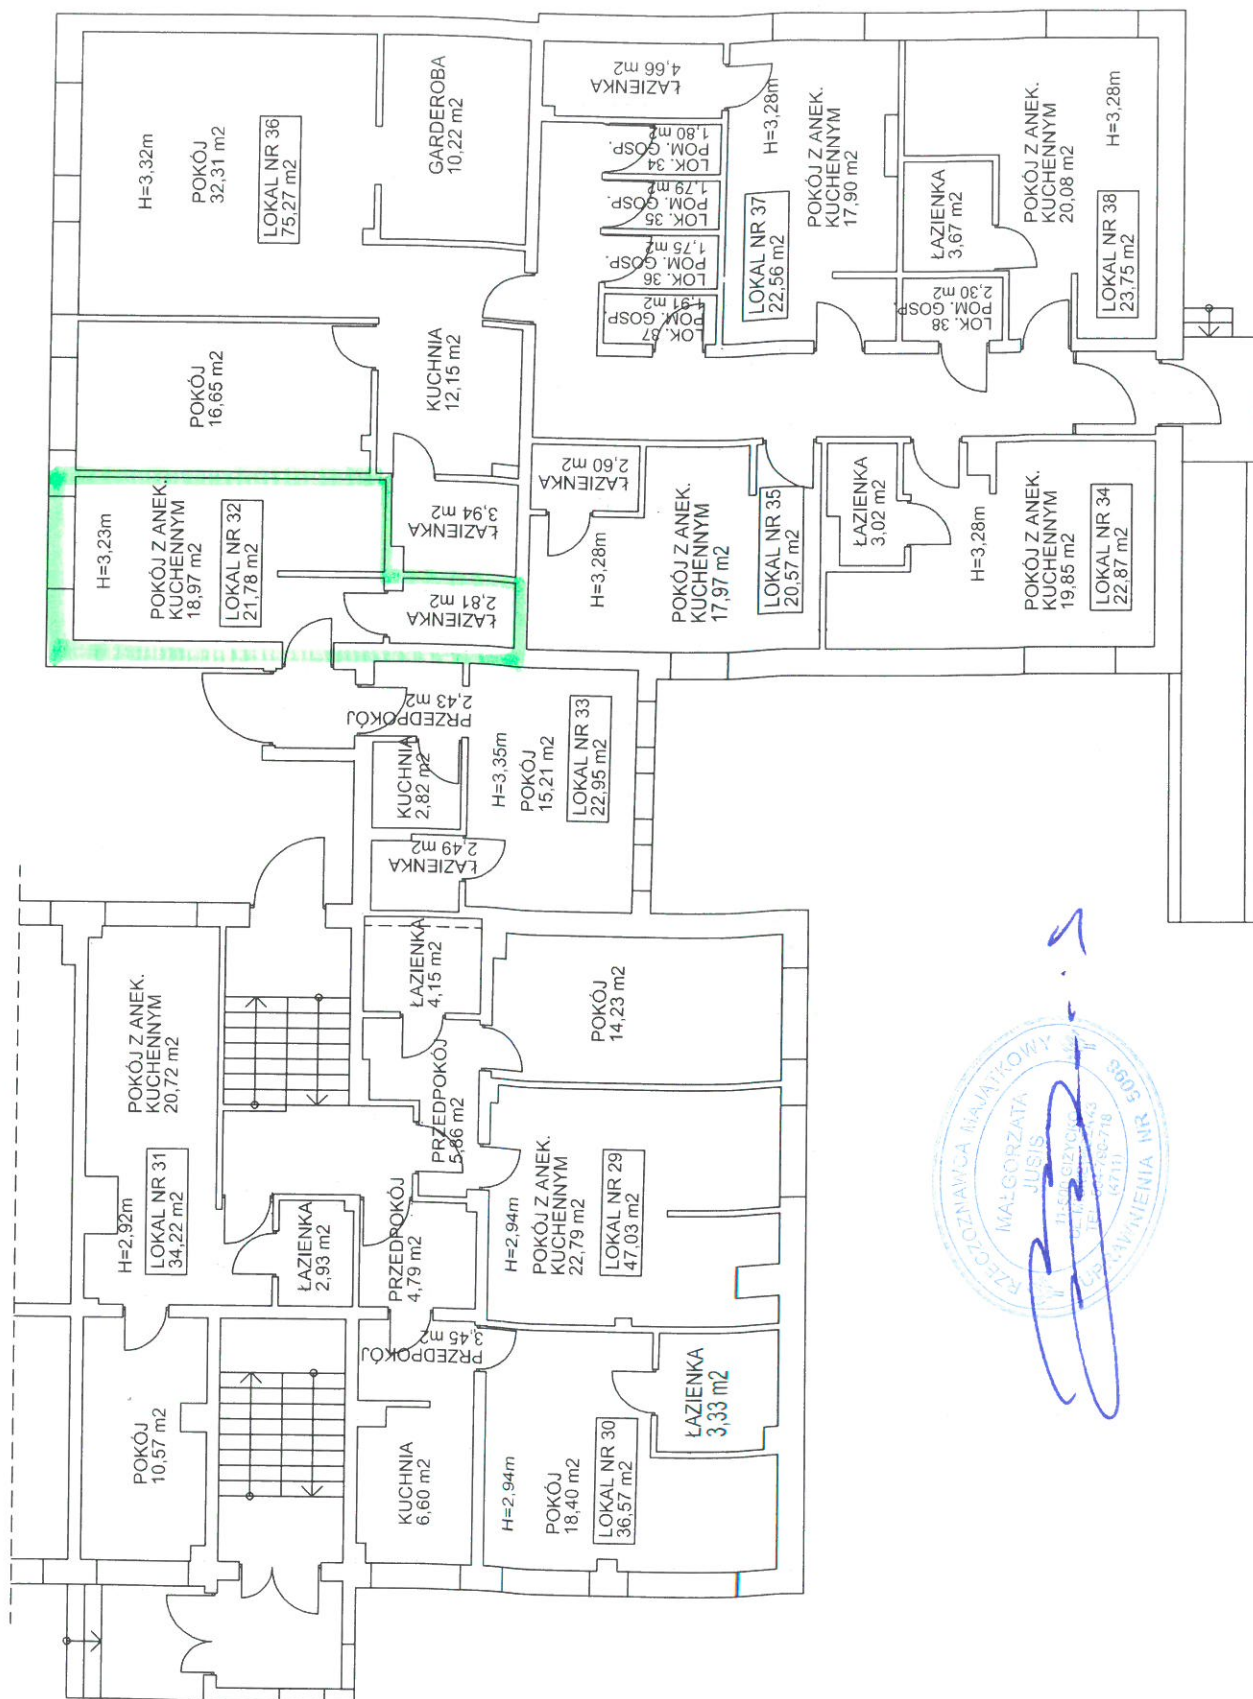 H=3,32m
POKÓJ
32,31 m2
LOKAL NR 36
75,27 m2
GARDEROBA
10,22 m2
POKÓJ
16,65 m2
KUCHNIA
12,15 m2
ŁAZIENKA
3,94 m2
H=3,23m
POKÓJ Z ANEK.
KUCHENNYM
18,97 m2
LOKAL NR 32
21,78 m2
ŁAZIENKA
2,81 m2
ŁAZIENKA
4,66 m2
LOK. 34
POM. GOSP.
1,80 m2
LOK. 35
POM. GOSP.
1,79 m2
LOK. 36
POM. GOSP.
1,75 m2
LOK. 37
POM. GOSP.
1,91 m2
H=3,28m
POKÓJ Z ANEK.
KUCHENNYM
17,90 m2
LOKAL NR 37
22,56 m2
POKÓJ Z ANEK.
KUCHENNYM
20,08 m2
H=3,28m
ŁAZIENKA
3,67 m2
LOKAL NR 38
23,75 m2
LOK. 38
POM. GOSP.
2,30 m2
ŁAZIENKA
2,60 m2
H=3,28m
POKÓJ Z ANEK.
KUCHENNYM
17,97 m2
LOKAL NR 35
20,57 m2
ŁAZIENKA
3,02 m2
H=3,28m
POKÓJ Z ANEK.
KUCHENNYM
19,85 m2
LOKAL NR 34
22,87 m2
PRZEDPOKÓJ
2,43 m2
KUCHNIA
2,82 m2
ŁAZIENKA
2,49 m2
H=3,35m
POKÓJ
15,21 m2
LOKAL NR 33
22,95 m2
POKÓJ Z ANEK.
KUCHENNYM
20,72 m2
H=2,92m
LOKAL NR 31
34,22 m2
ŁAZIENKA
2,93 m2
POKÓJ
10,57 m2
ŁAZIENKA
4,15 m2
PRZEDPOKÓJ
5,86 m2
POKÓJ
14,23 m2
H=2,94m
POKÓJ Z ANEK.
KUCHENNYM
22,79 m2
LOKAL NR 29
47,03 m2
PRZEDPOKÓJ
4,79 m2
PRZEDPOKÓJ
3,45 m2
KUCHNIA
6,60 m2
H=2,94m
POKÓJ
18,40 m2
LOKAL NR 30
36,57 m2
ŁAZIENKA
3,33 m2
RZECZOZNAWCA MAJĄTKOWY
MAŁGORZATA
JUSIS
GIŻYCKO
(4711)
UPRAWNIENIA NR 5098